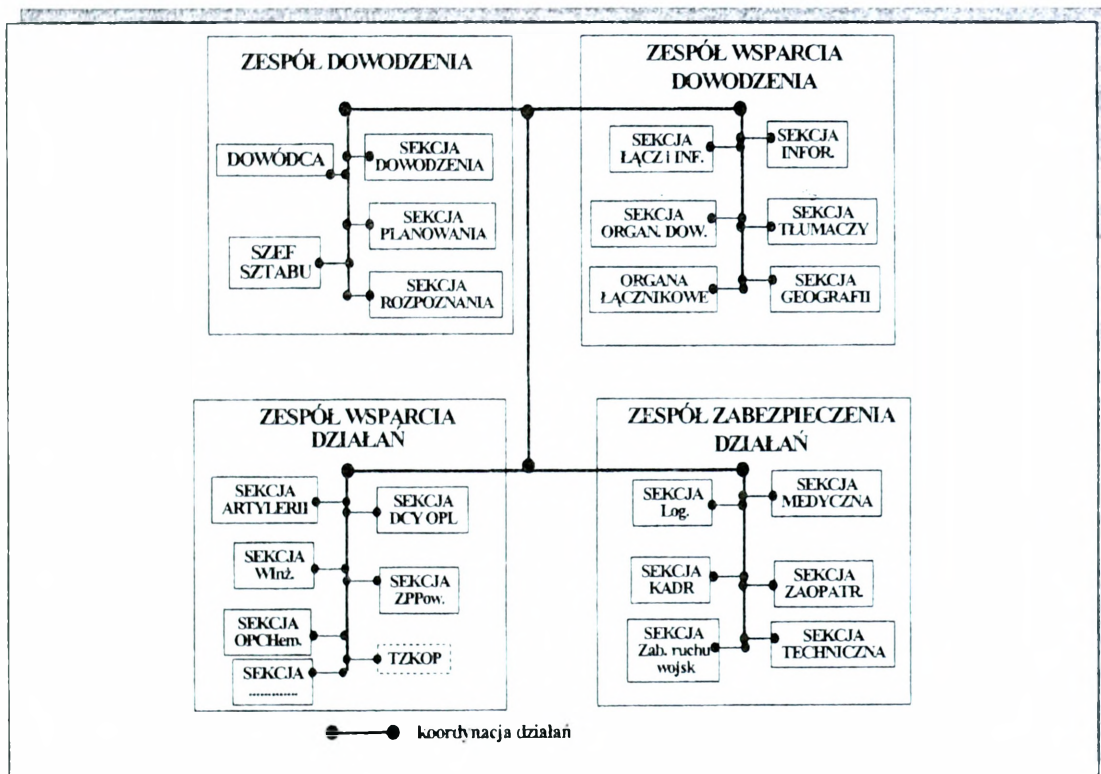 ZESPÓŁ DOWODZENIA
DOWÓDCA
SZEF
SZTABU
SEKCJA
DOWODZENIA
SEKCJA
PLANOWANIA
SEKCJA
ROZPOZNANIA
ZESPÓŁ WSPARCIA
DOWODZENIA
SEKCJA
ŁĄCZ i INF.
SEKCJA
ORGAN. DOW.
ORGANA
ŁĄCZNIKOWE
SEKCJA
INFOR.
SEKCJA
TŁUMACZY
SEKCJA
GEOGRAFII
ZESPÓŁ WSPARCIA
DZIAŁAŃ
SEKCJA
ARTYLERII
SEKCJA
WInż.
SEKCJA
OPCHem.
SEKCJA
.............
SEKCJA
DCY OPL
SEKCJA
ZPPow.
TZKOP
ZESPÓŁ ZABEZPIECZENIA
DZIAŁAŃ
SEKCJA
Log.
SEKCJA
KADR
SEKCJA
Zab. ruchu
wojsk
SEKCJA
MEDYCZNA
SEKCJA
ZAOPATR.
SEKCJA
TECHNICZNA
koordynacja działań